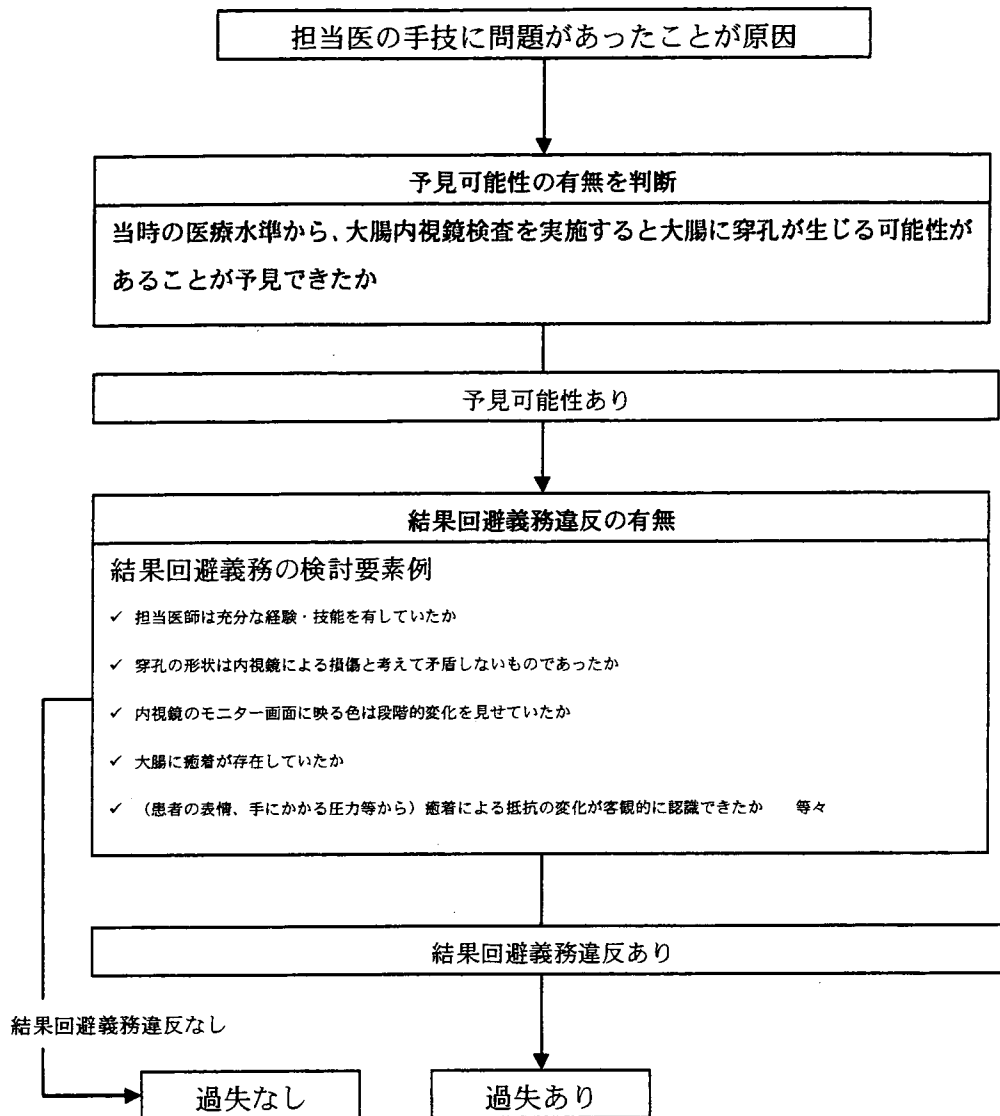 担当医の手技に問題があったことが原因
予見可能性の有無を判断
当時の医療水準から、大腸内視鏡検査を実施すると大腸に穿孔が生じる可能性が
あることが予見できたか
予見可能性あり
結果回避義務違反の有無
結果回避義務の検討要素例
✓ 担当医師は充分な経験・技能を有していたか
✓ 穿孔の形状は内視鏡による損傷と考えて矛盾しないものであったか
✓ 内視鏡のモニター画面に映る色は段階的変化を見せていたか
✓ 大腸に癒着が存在していたか
✓ （患者の表情、手にかかる圧力等から）癒着による抵抗の変化が客観的に認識できたか　等々
結果回避義務違反あり
結果回避義務違反なし
過失なし
過失あり